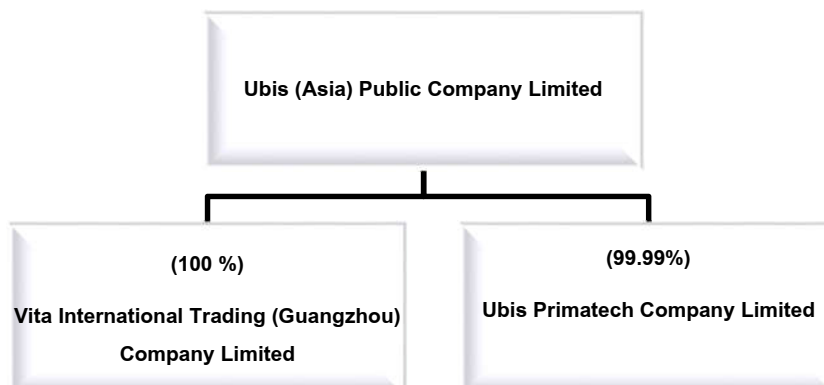 Ubis (Asia) Public Company Limited
(100 %)
Vita International Trading (Guangzhou)
Company Limited
(99.99%)
Ubis Primatech Company Limited